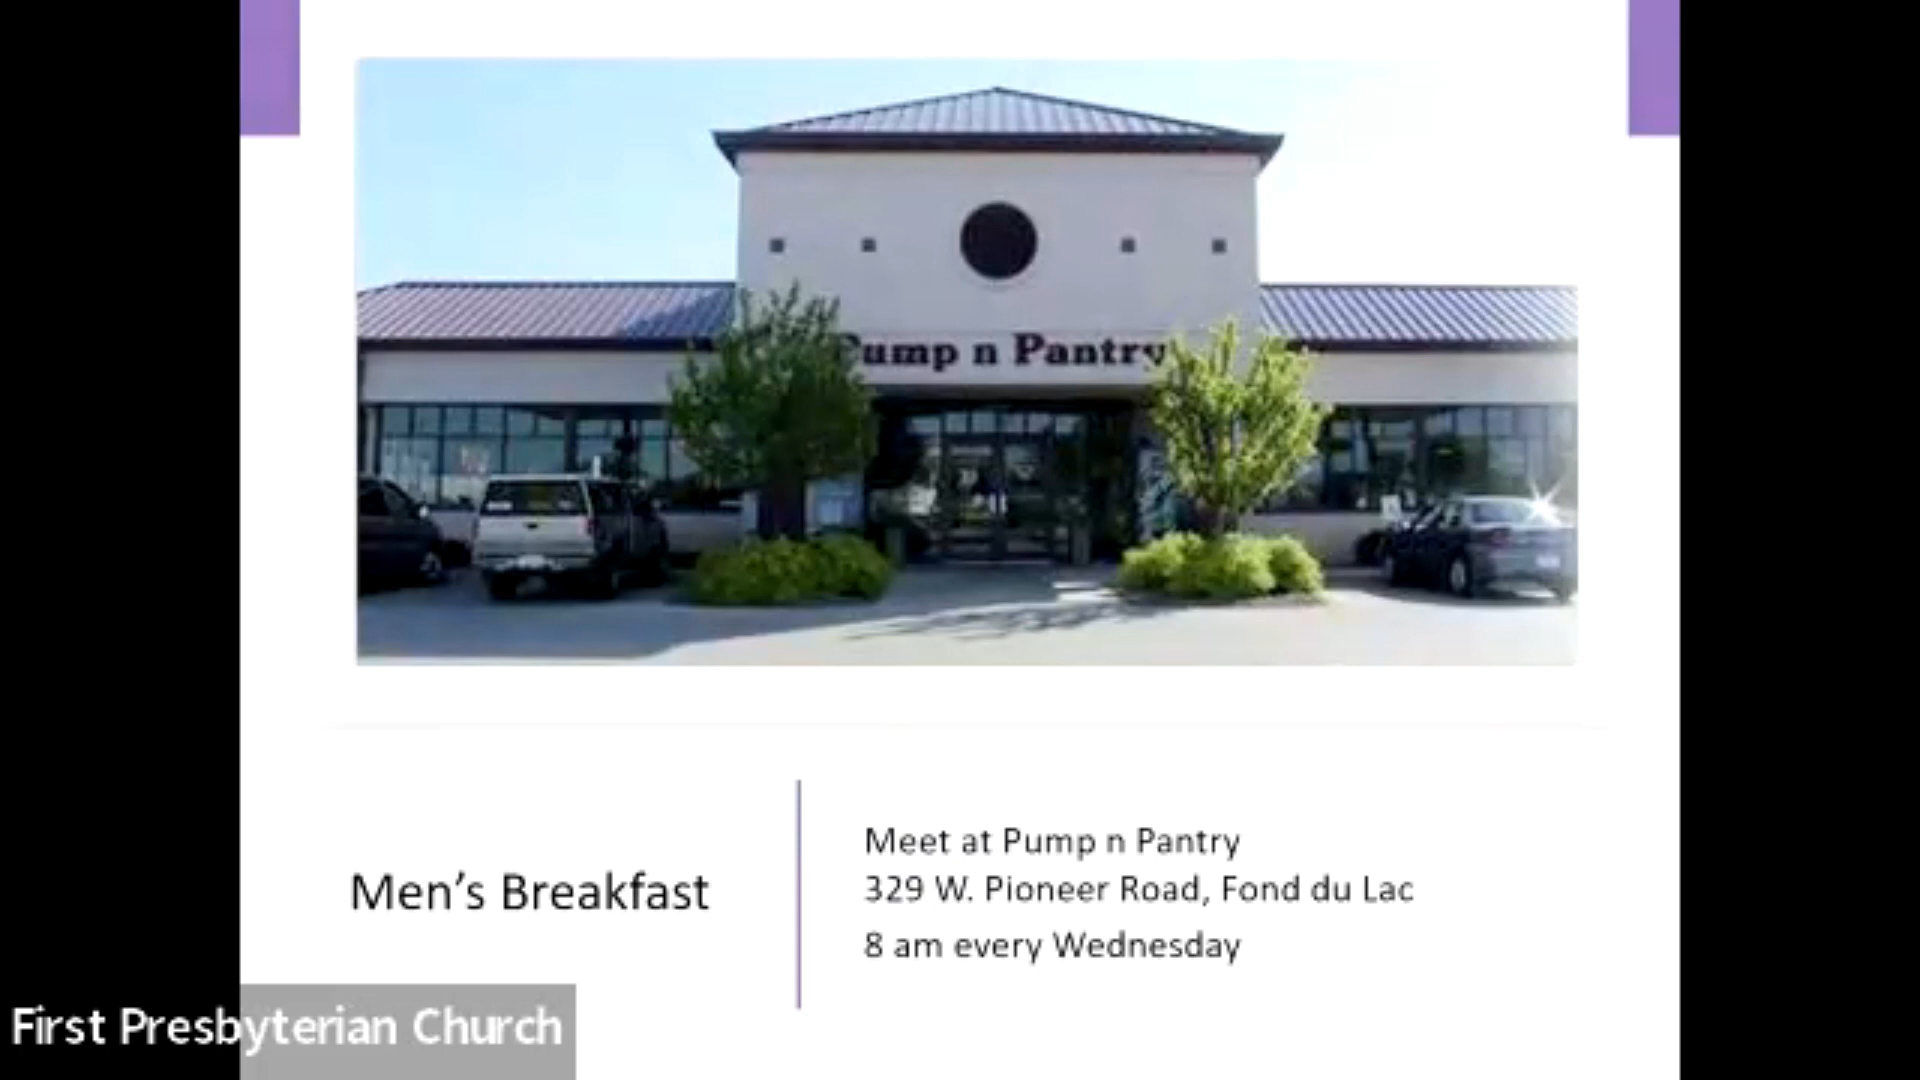 Pump n Pantry
Men’s Breakfast
Meet at Pump n Pantry
329 W. Pioneer Road, Fond du Lac
8 am every Wednesday
First Presbyterian Church